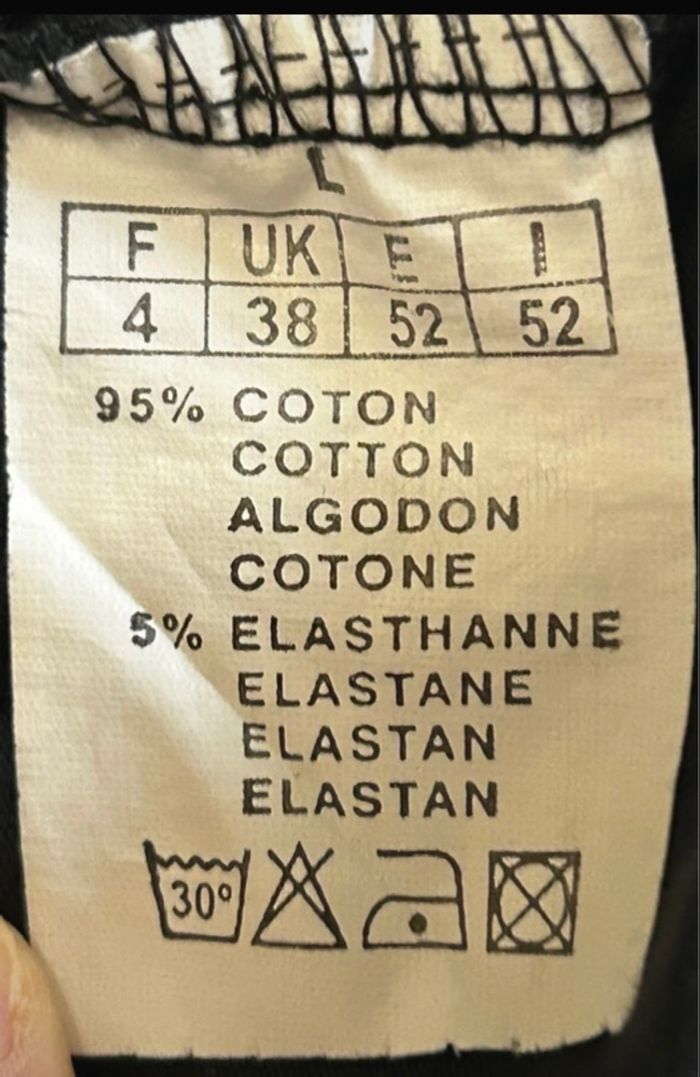 L
F UK E I
4 38 52 52
95% COTON
COTTON
ALGODON
COTONE
5% ELASTHANNE
ELASTANE
ELASTAN
ELASTAN
30°